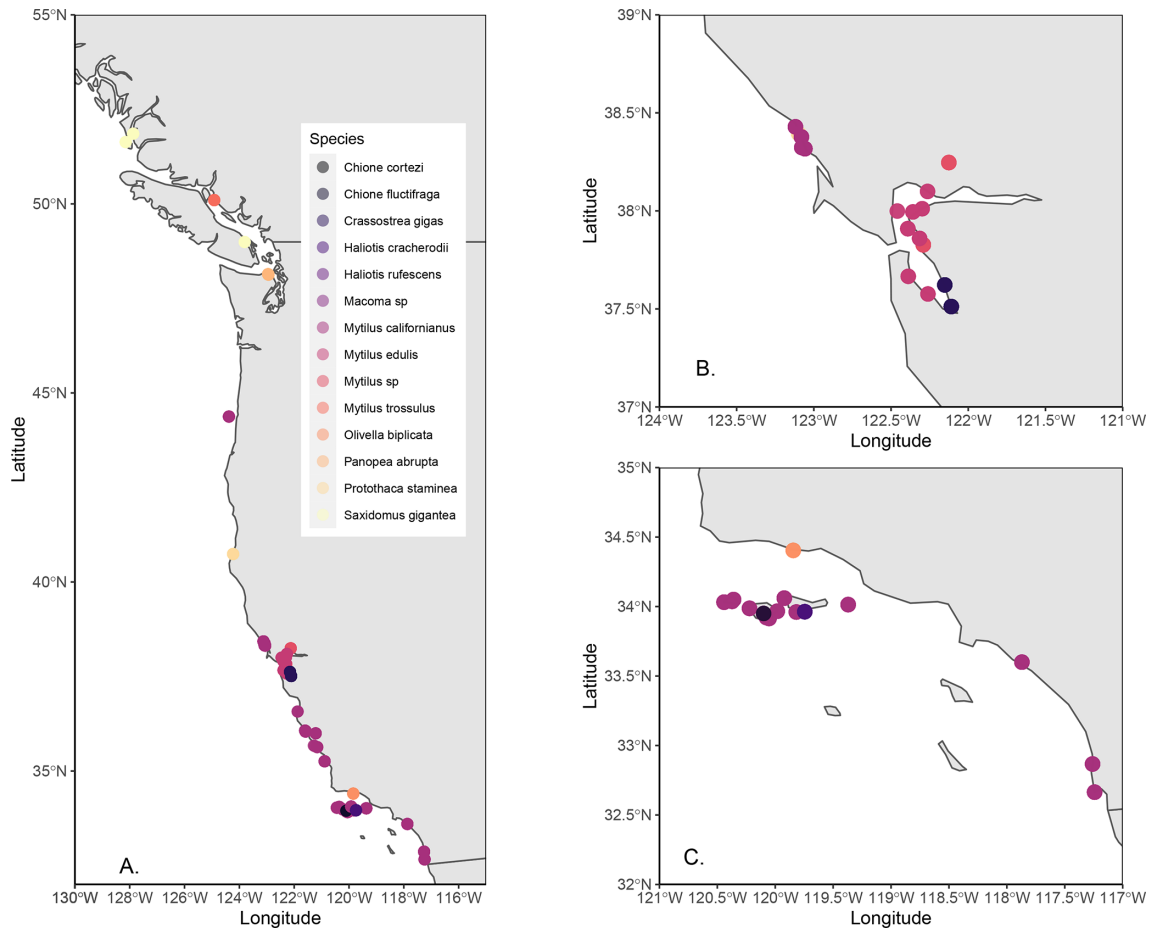 55°N
50°N
45°N
40°N
35°N
Latitude
130°W 128°W 126°W 124°W 122°W 120°W 118°W 116°W
Longitude
A.
Species
Chione cortezi
Chione fluctifraga
Crassostrea gigas
Haliotis cracherodii
Haliotis rufescens
Macoma sp
Mytilus californianus
Mytilus edulis
Mytilus sp
Mytilus trossulus
Olivella biplicata
Panopea abrupta
Protothaca staminea
Saxidomus gigantea
39°N
38.5°N
38°N
37.5°N
37°N
Latitude
B.
124°W 123.5°W 123°W 122.5°W 122°W 121.5°W 121°W
Longitude
35°N
34.5°N
34°N
33.5°N
33°N
32.5°N
32°N
Latitude
C.
121°W 120.5°W 120°W 119.5°W 119°W 118.5°W 118°W 117.5°W 117°W
Longitude